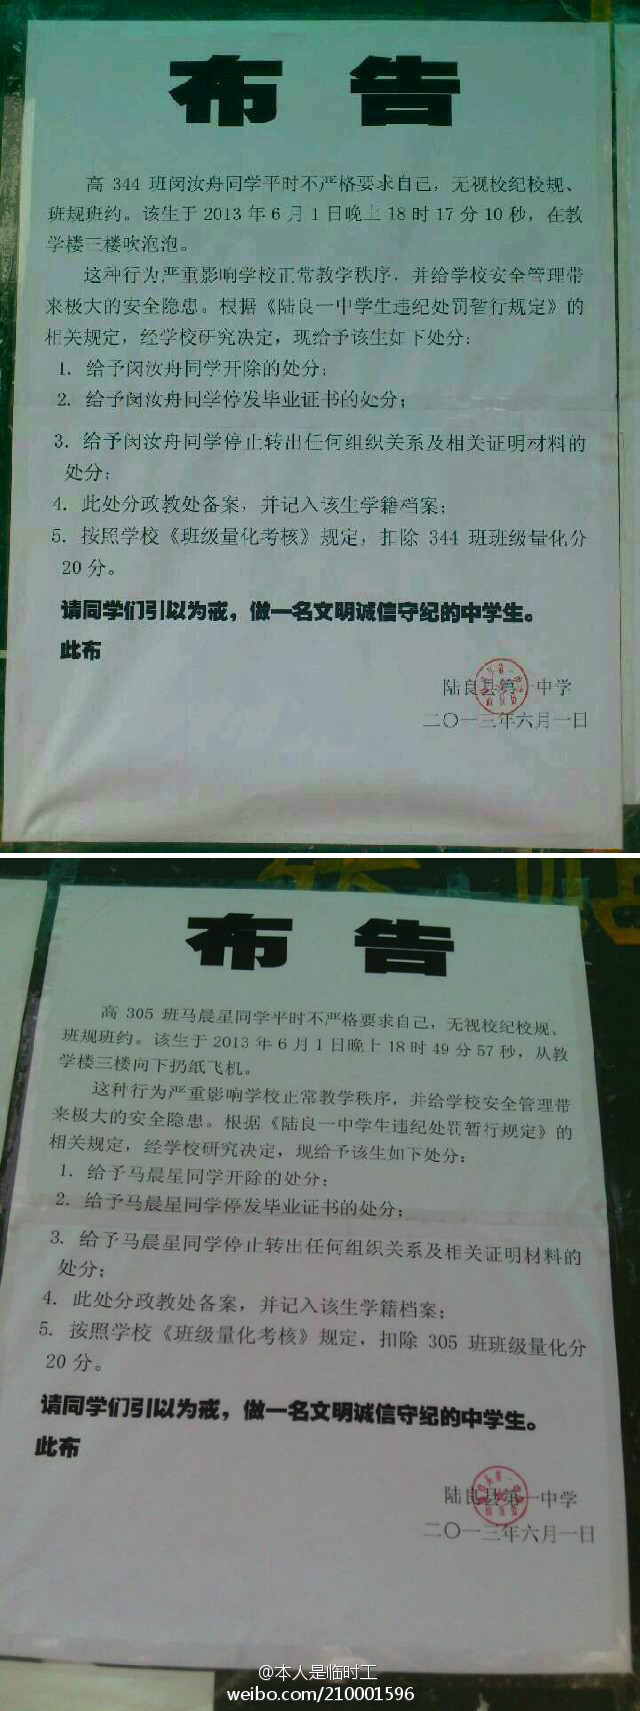 布 告
高 344 班闵汝舟同学平时不严格要求自己，无视校纪校规、
班规班约。该生于 2013 年 6 月 1 日晚上 18 时 17 分 10 秒，在教
学楼三楼吹泡泡。
这种行为严重影响学校正常教学秩序，并给学校安全管理带
来极大的安全隐患。根据《陆良一中学生违纪处罚暂行规定》的
相关规定，经学校研究决定，现给予该生如下处分：
1. 给予闵汝舟同学开除的处分；
2. 给予闵汝舟同学停发毕业证书的处分；
3. 给予闵汝舟同学停止转出任何组织关系及相关证明材料的
处分；
4. 此处分政教处备案，并记入该生学籍档案；
5. 按照学校《班级量化考核》规定，扣除 344 班班级量化分
20 分。
请同学们引以为戒，做一名文明诚信守纪的中学生。
此布
陆良县第一中学
二〇一三年六月一日
布 告
高 305 班马晨星同学平时不严格要求自己，无视校纪校规、
班规班约。该生于 2013 年 6 月 1 日晚上 18 时 49 分 57 秒，从教
学楼三楼向下扔纸飞机。
这种行为严重影响学校正常教学秩序，并给学校安全管理带
来极大的安全隐患。根据《陆良一中学生违纪处罚暂行规定》的
相关规定，经学校研究决定，现给予该生如下处分：
1. 给予马晨星同学开除的处分；
2. 给予马晨星同学停发毕业证书的处分；
3. 给予马晨星同学停止转出任何组织关系及相关证明材料的
处分；
4. 此处分政教处备案，并记入该生学籍档案；
5. 按照学校《班级量化考核》规定，扣除 305 班班级量化分
20 分。
请同学们引以为戒，做一名文明诚信守纪的中学生。
此布
陆良县第一中学
二〇一三年六月一日
@本人是临时工
weibo.com/210001596